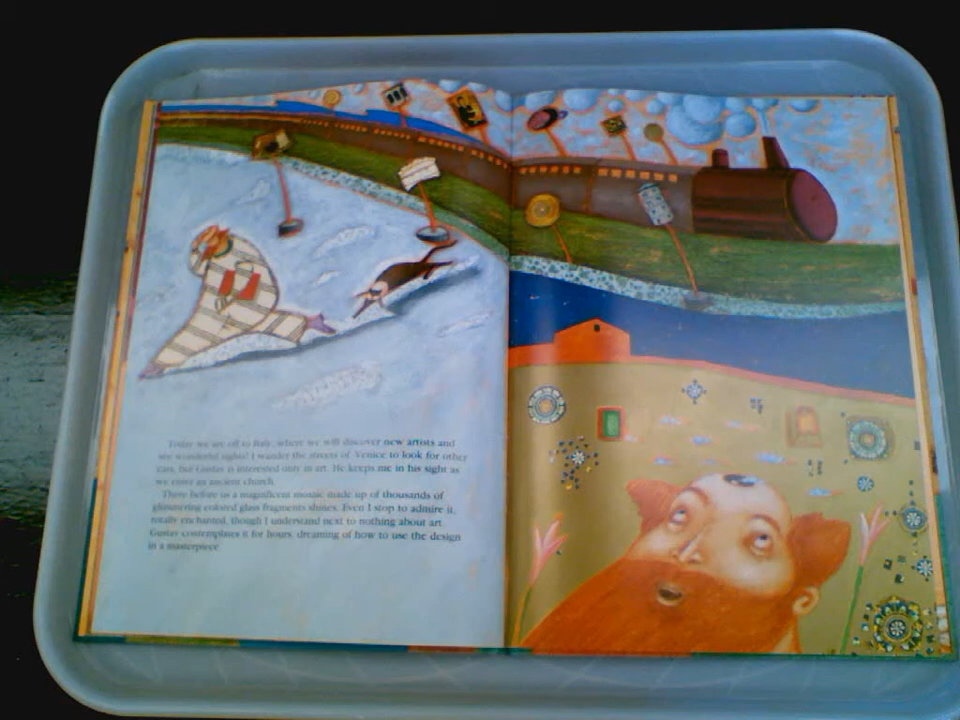 Today we are off to Italy, where we will discover new artists and
see wonderful sights! I wander the streets of Venice to look for other
cats, but Gustav is interested only in art. He keeps me in his sight as
we enter an ancient church.
There before us a magnificent mosaic made up of thousands of
glimmering colored glass fragments shines. Even I stop to admire it,
totally enchanted, though I understand next to nothing about art.
Gustav contemplates it for hours, dreaming of how to use the design
in a masterpiece.